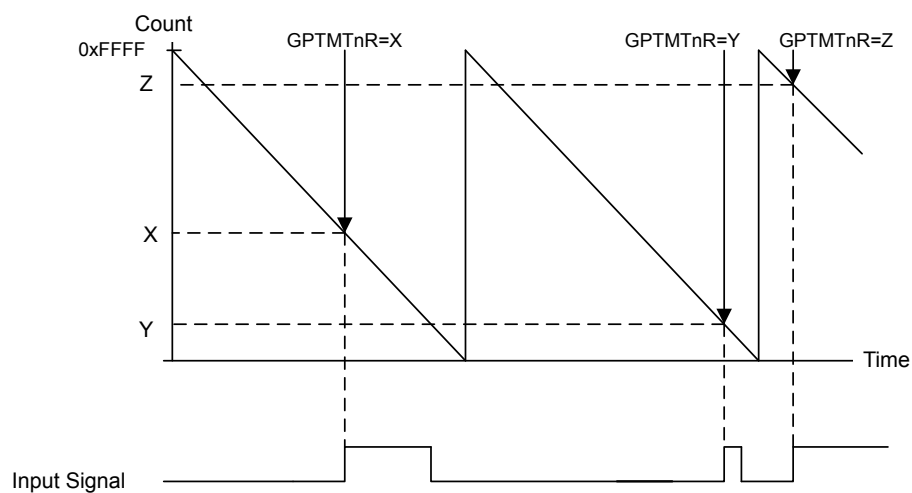 Count
0xFFFF
GPTMTnR=X
GPTMTnR=Y
GPTMTnR=Z
Z
X
Y
Time
Input Signal